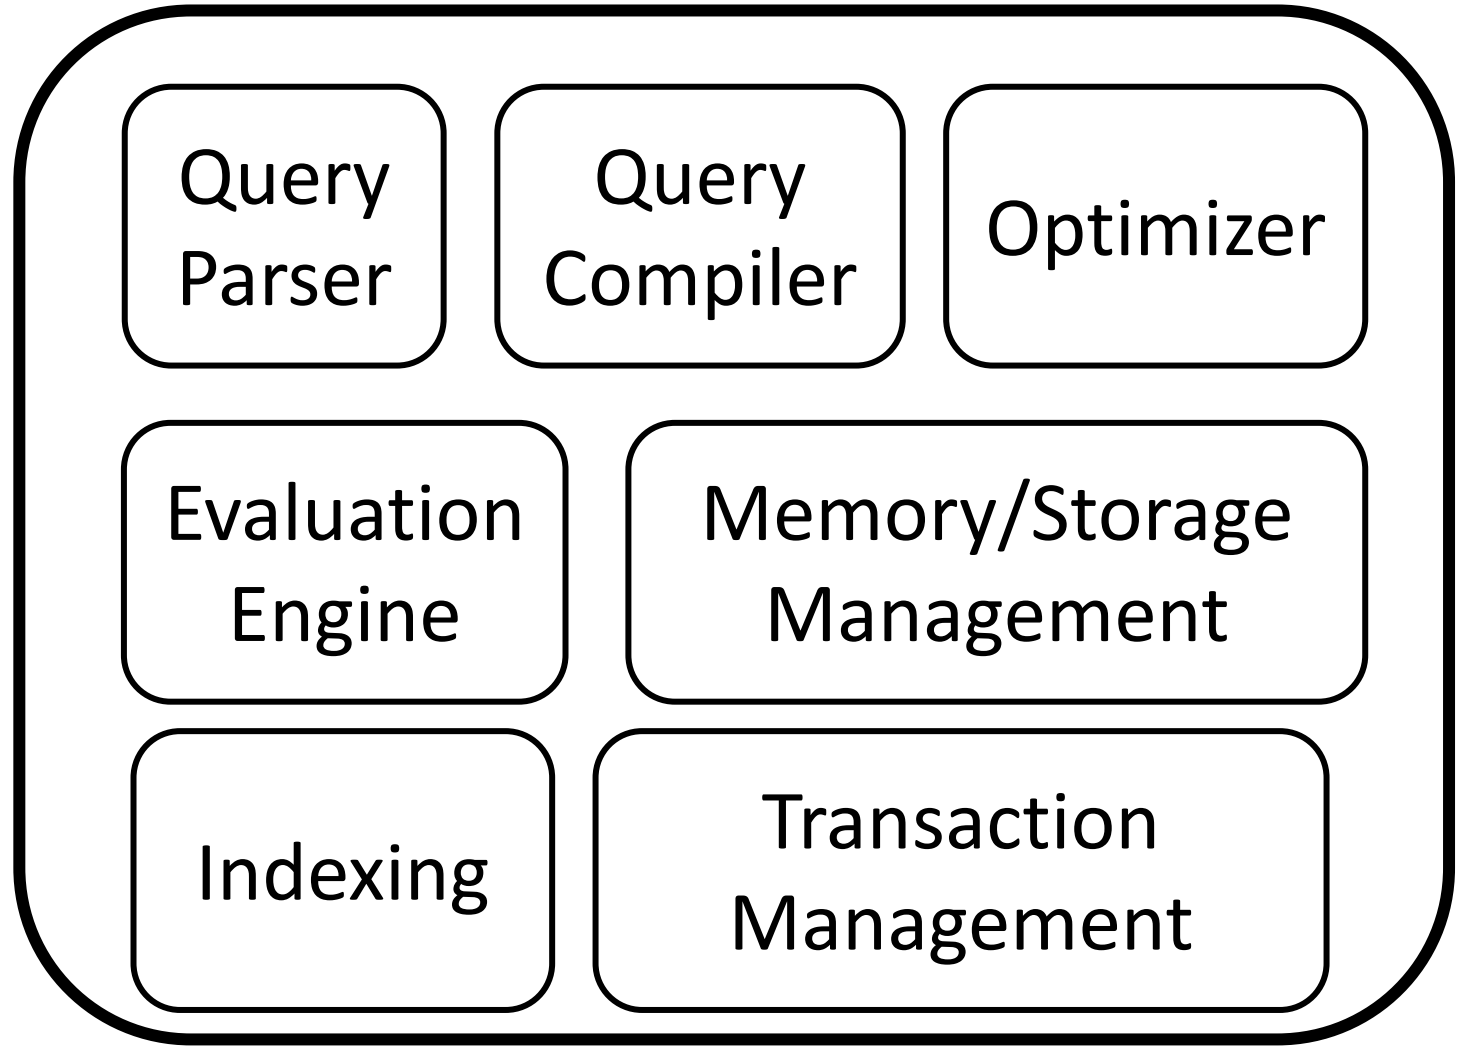 Query
Parser
Query
Compiler
Optimizer
Evaluation
Engine
Memory/Storage
Management
Indexing
Transaction
Management